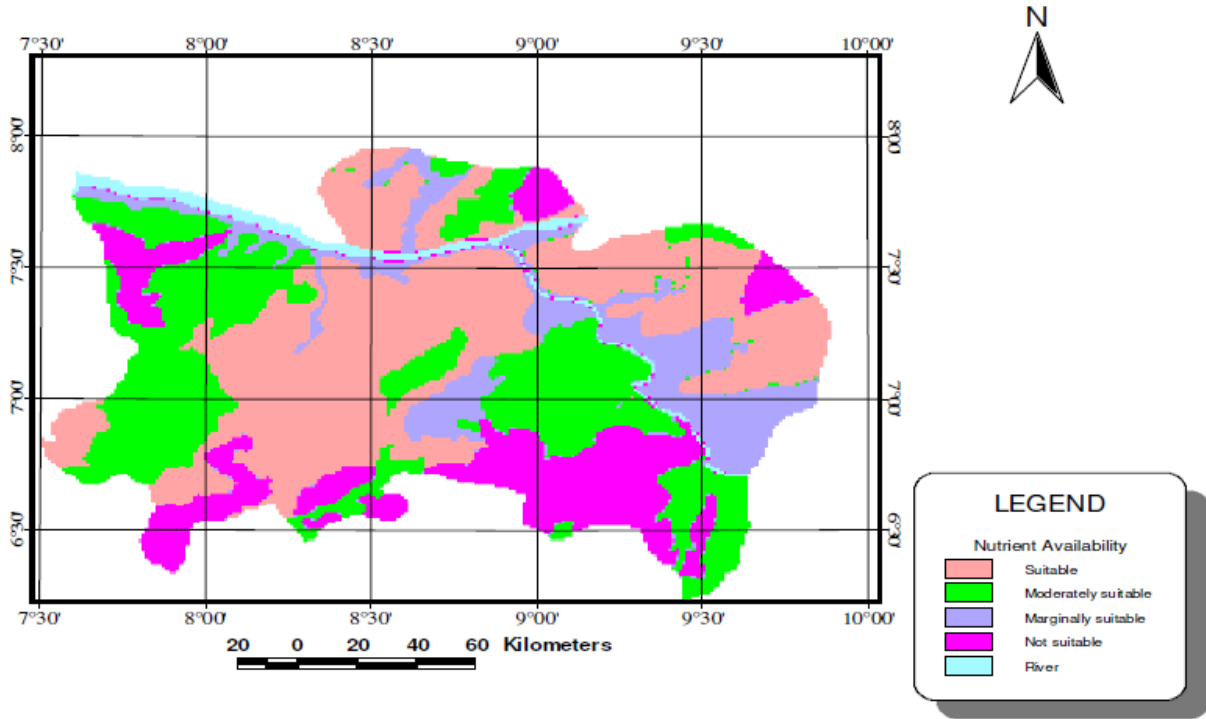 N
7°30' 8°00' 8°30' 9°00' 9°30' 10°00'
8°00' 8°00'
7°30' 7°30'
7°00' 7°00'
6°30' 6°30'
7°30' 8°00' 8°30' 9°00' 9°30' 10°00'
20 0 20 40 60 Kilometers
LEGEND
Nutrient Availability
Suitable
Moderately suitable
Marginally suitable
Not suitable
River